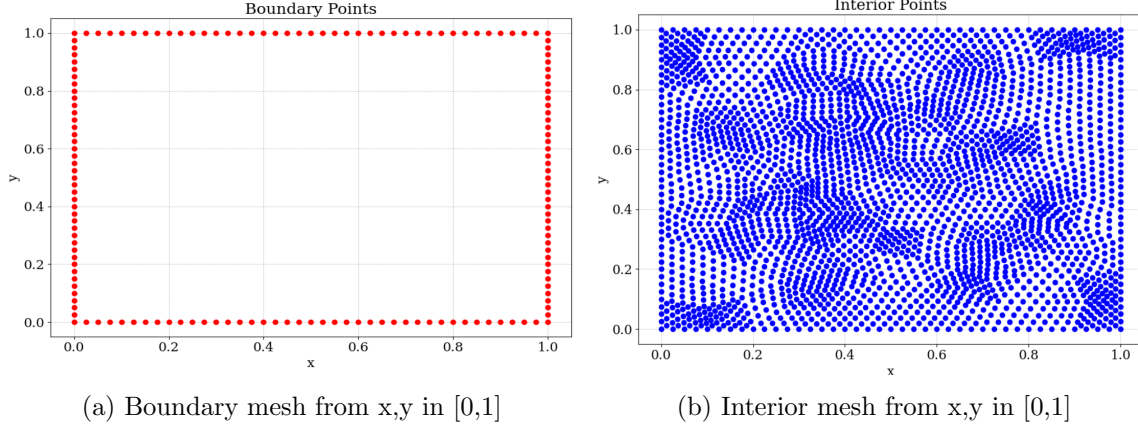 Boundary Points
1.0
0.8
0.6
y
0.4
0.2
0.0
0.0 0.2 0.4 0.6 0.8 1.0
x
(a) Boundary mesh from x,y in [0,1]
Interior Points
1.0
0.8
0.6
y
0.4
0.2
0.0
0.0 0.2 0.4 0.6 0.8 1.0
x
(b) Interior mesh from x,y in [0,1]